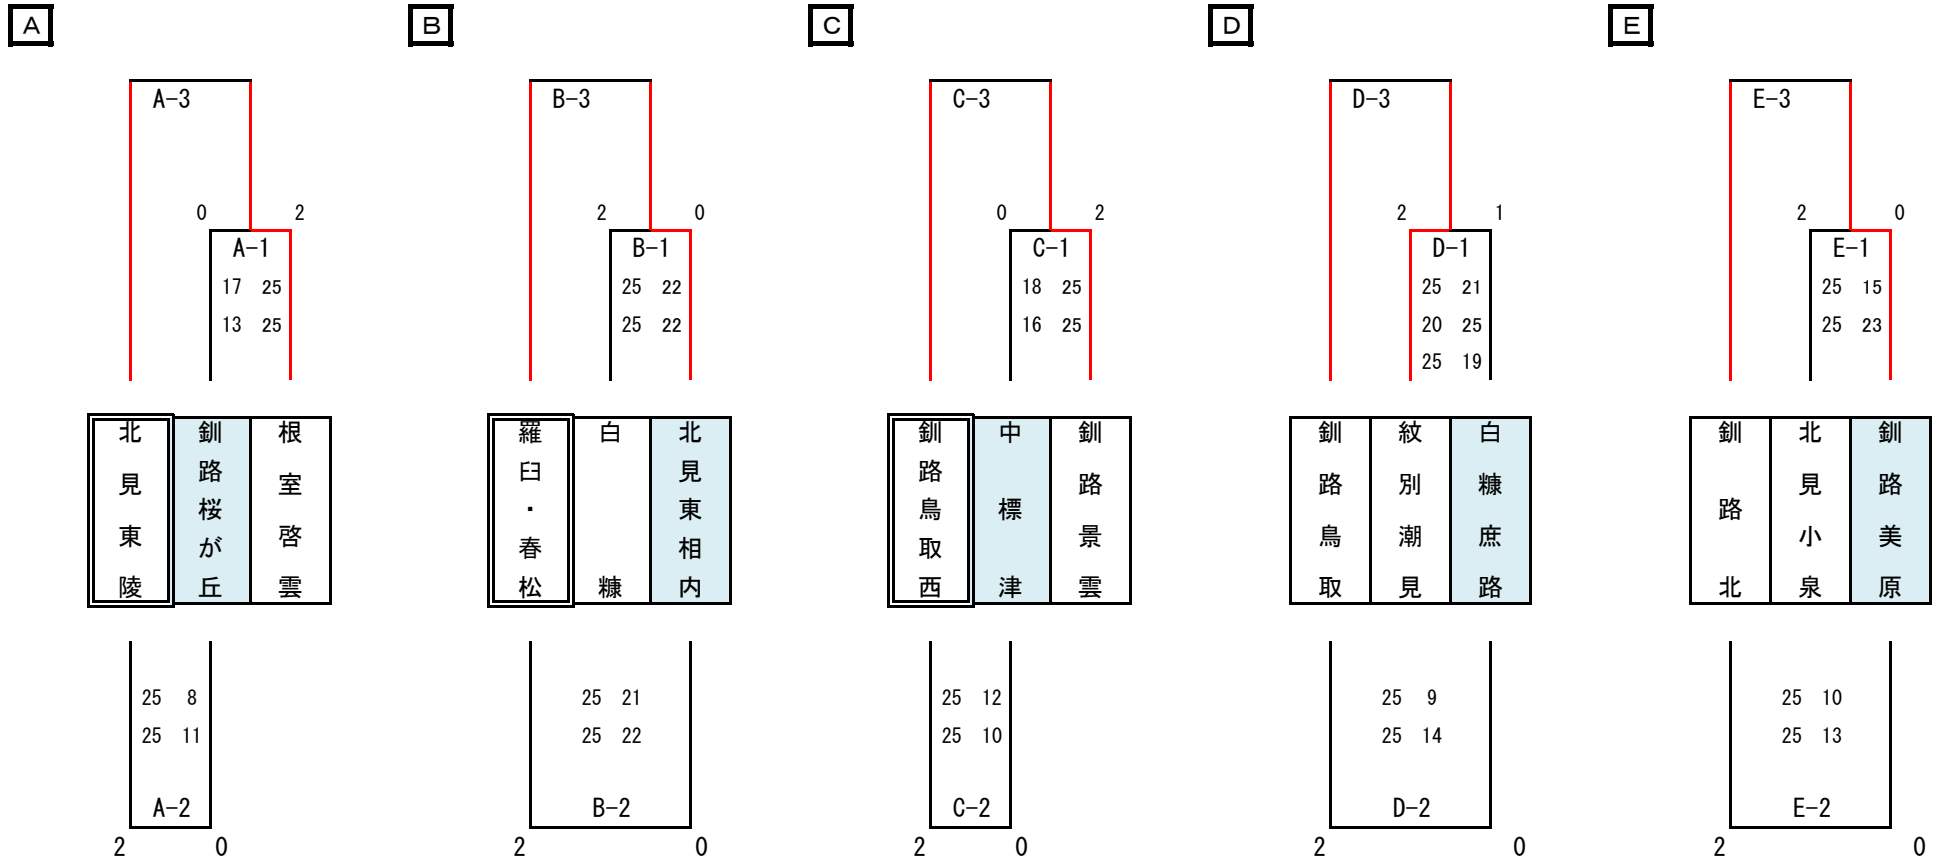 A B C D E
A-3 B-3 C-3 D-3 E-3
0 2 2 0 0 2 2 1 2 0
A-1 B-1 C-1 D-1 E-1
17 25 25 22 18 25 25 21 25 15
13 25 25 22 16 25 20 25 25 23
25 19
北見東陵 釧路桜が丘 根室啓雲 羅臼・春松 白糠 北見東相内 釧路鳥取西 中標津 釧路景雲 釧路鳥取 紋別潮見 白糠庶路 釧路北 北見小泉 釧路美原
25 8 25 21 25 12 25 9 25 10
25 11 25 22 25 10 25 14 25 13
A-2 B-2 C-2 D-2 E-2
2 0 2 0 2 0 2 0 2 0